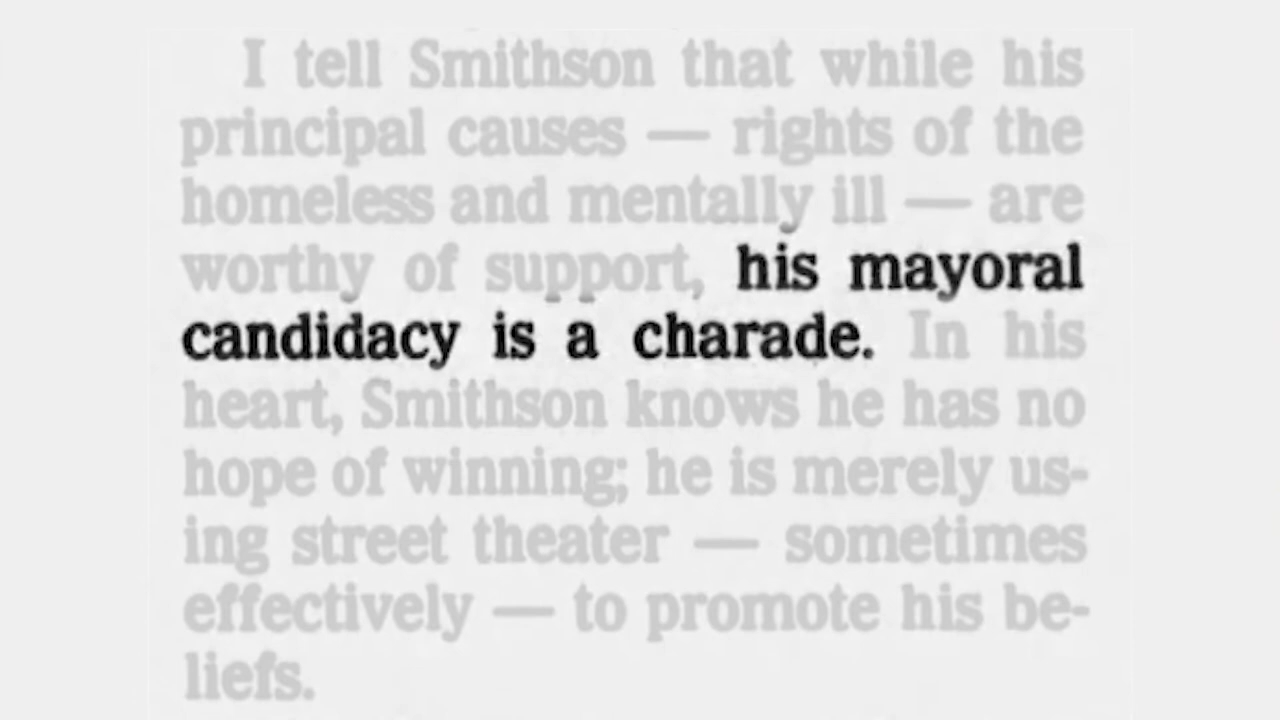 I tell Smithson that while his
principal causes — rights of the
homeless and mentally ill — are
worthy of support, his mayoral
candidacy is a charade. In his
heart, Smithson knows he has no
hope of winning; he is merely us-
ing street theater — sometimes
effectively — to promote his be-
liefs.